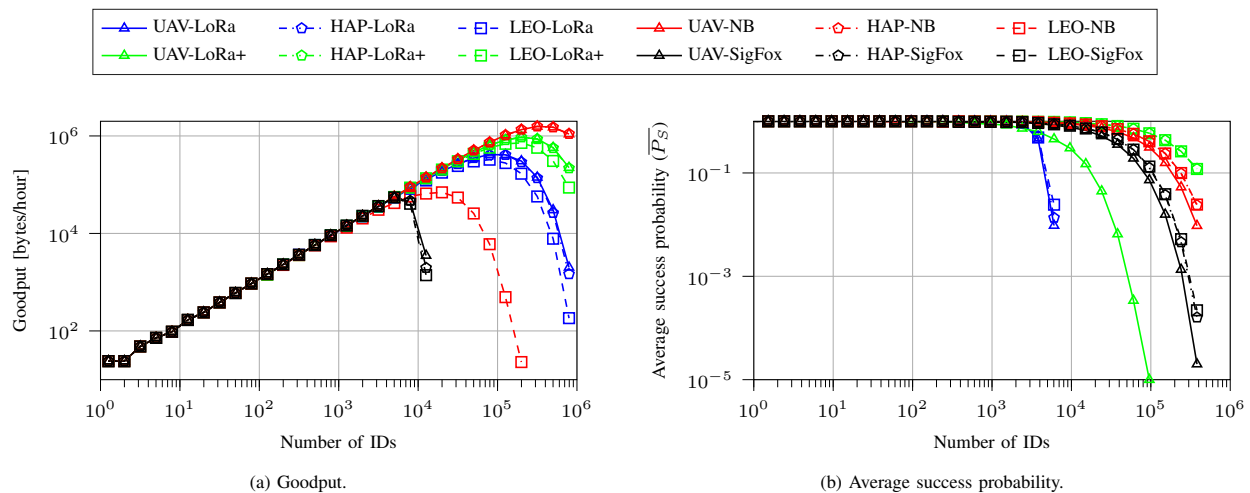 UAV-LoRa HAP-LoRa LEO-LoRa UAV-NB HAP-NB LEO-NB
UAV-LoRa+ HAP-LoRa+ LEO-LoRa+ UAV-SigFox HAP-SigFox LEO-SigFox
Goodput [bytes/hour]
10^6
10^4
10^2
10^0 10^1 10^2 10^3 10^4 10^5 10^6
Number of IDs
(a) Goodput.
Average success probability (\overline{P_S})
10^−1
10^−3
10^−5
10^0 10^1 10^2 10^3 10^4 10^5 10^6
Number of IDs
(b) Average success probability.